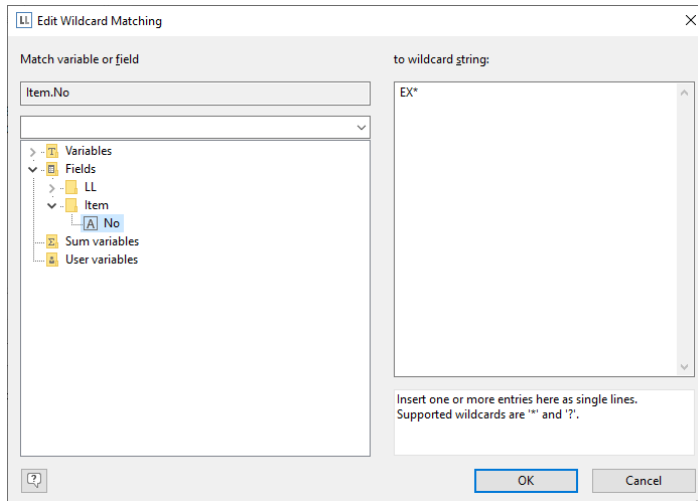 LL Edit Wildcard Matching
Match variable or field
to wildcard string:
Item.No
EX*
T Variables
Fields
LL
Item
A No
Σ Sum variables
User variables
Insert one or more entries here as single lines.
Supported wildcards are '*' and '?'.
?
OK
Cancel